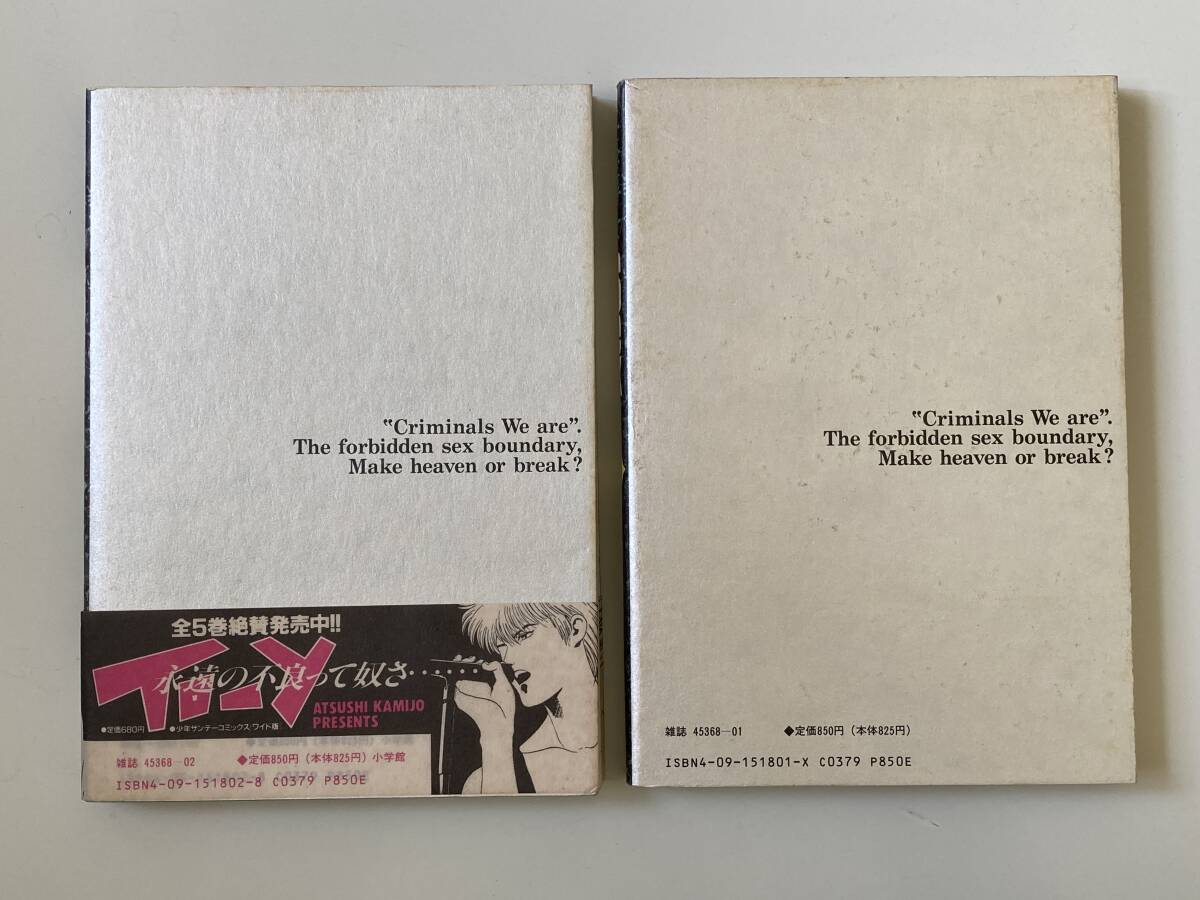 "Criminals We are".
The forbidden sex boundary,
Make heaven or break?
全5巻絶賛発売中!!
To-y
永遠の不良って奴さ……
ATSUSHI KAMIJO
PRESENTS
●定価680円 ●少年サンデーコミックス/ワイド版
雑誌 45368-02 ◆定価850円(本体825円)小学館
ISBN4-09-151802-8 C0379 P850E
"Criminals We are".
The forbidden sex boundary,
Make heaven or break?
雑誌 45368-01 ◆定価850円(本体825円)
ISBN4-09-151801-X C0379 P850E